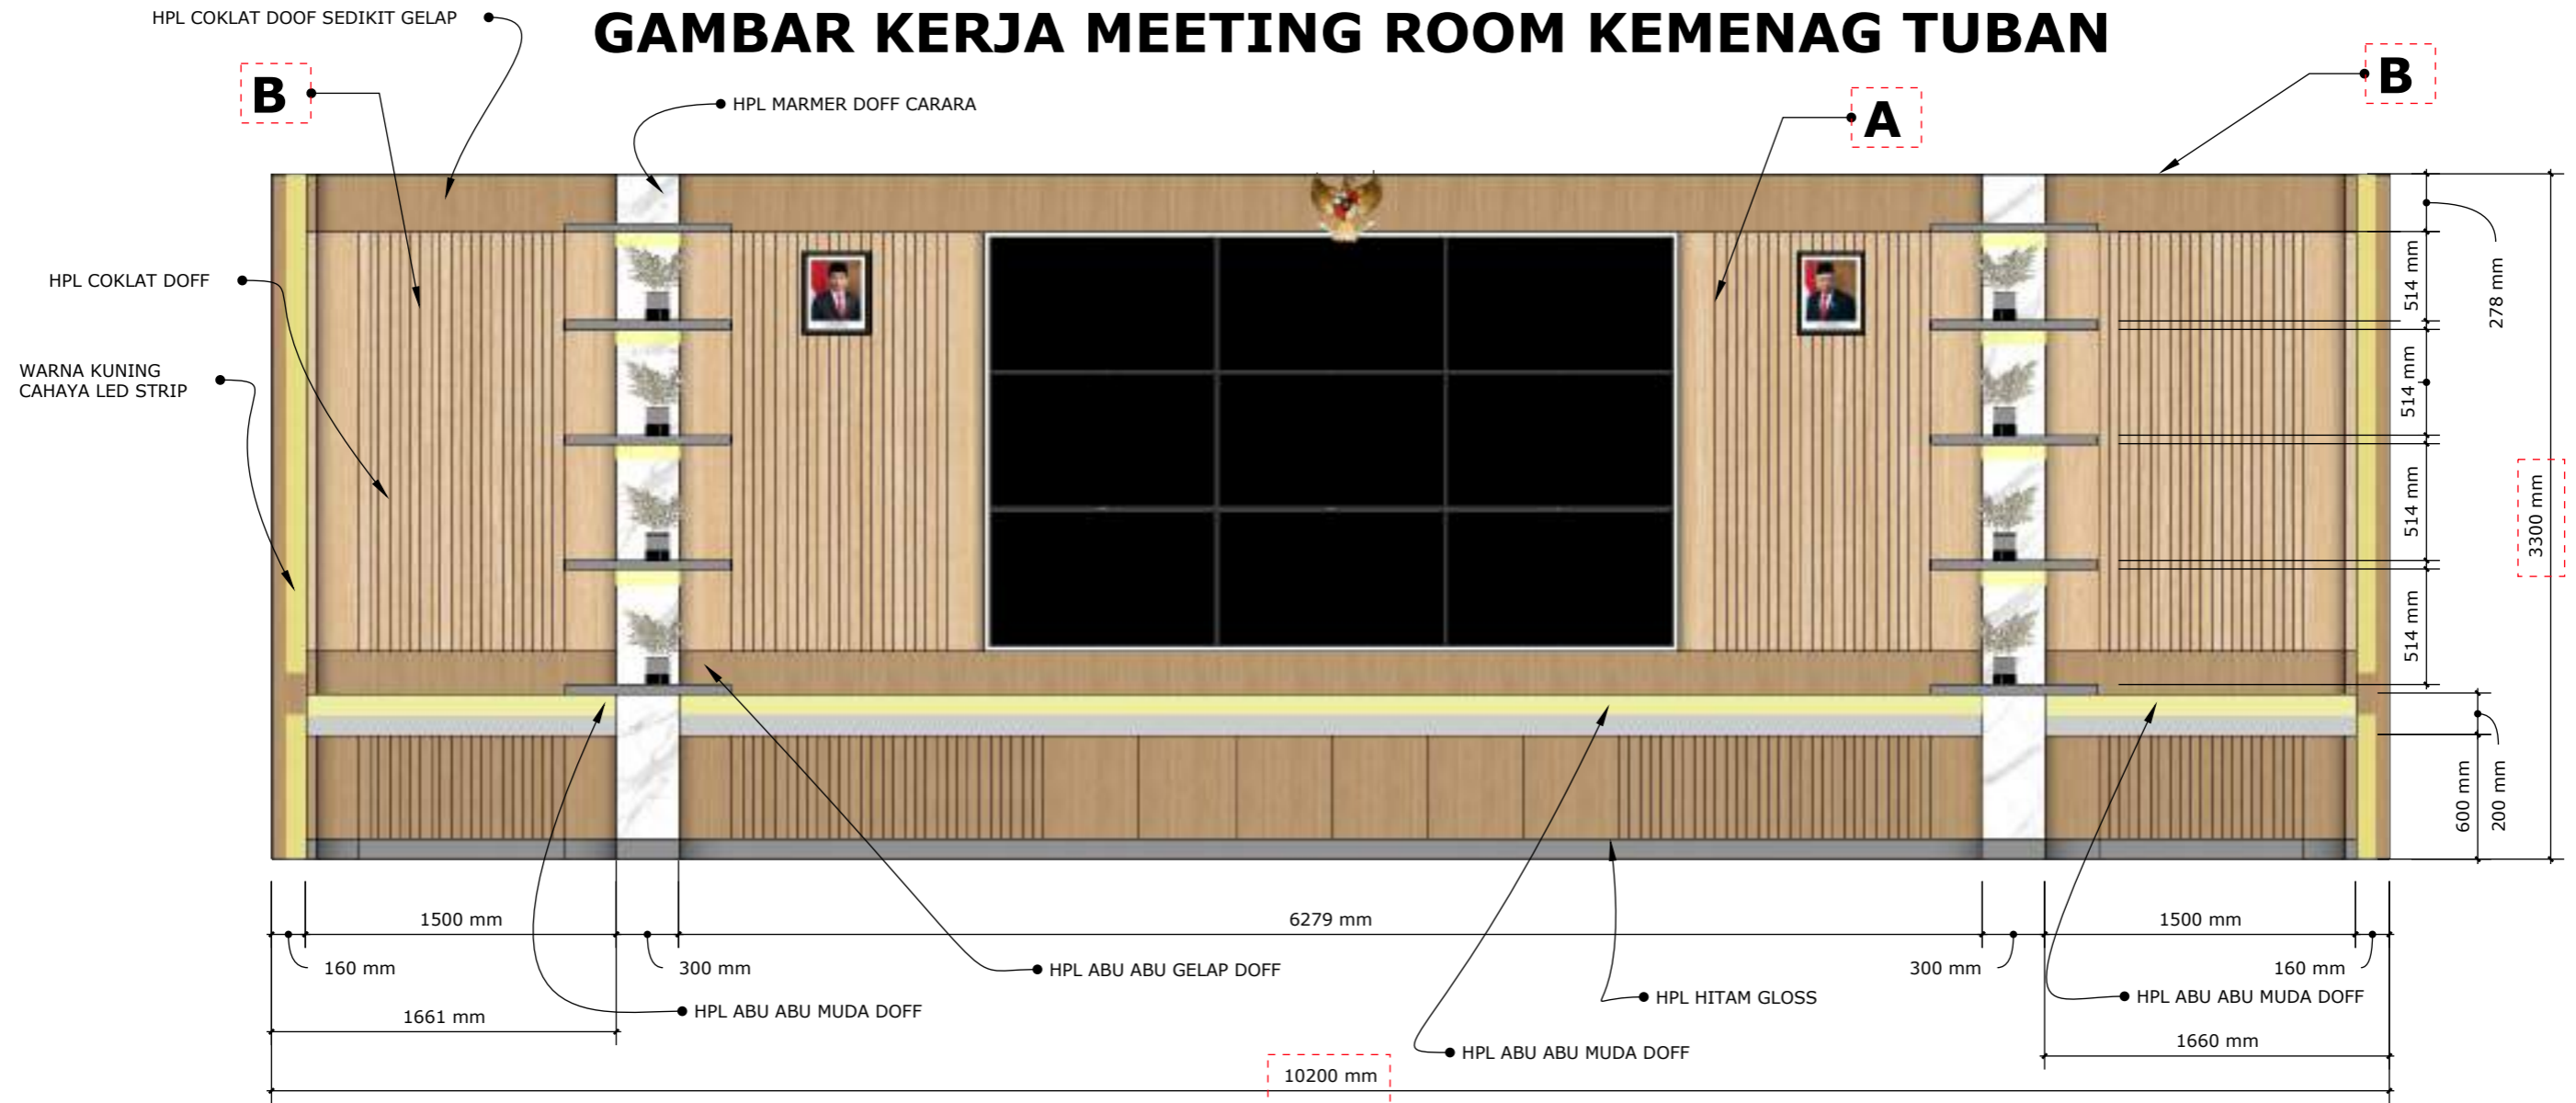 HPL COKLAT DOOF SEDIKIT GELAP
GAMBAR KERJA MEETING ROOM KEMENAG TUBAN
B
HPL MARMER DOFF CARARA
A
B
HPL COKLAT DOFF
WARNA KUNING
CAHAYA LED STRIP
514 mm
278 mm
514 mm
514 mm
3300 mm
514 mm
600 mm
200 mm
1500 mm
6279 mm
1500 mm
160 mm
300 mm
HPL ABU ABU GELAP DOFF
300 mm
160 mm
HPL HITAM GLOSS
HPL ABU ABU MUDA DOFF
1661 mm
HPL ABU ABU MUDA DOFF
HPL ABU ABU MUDA DOFF
1660 mm
10200 mm